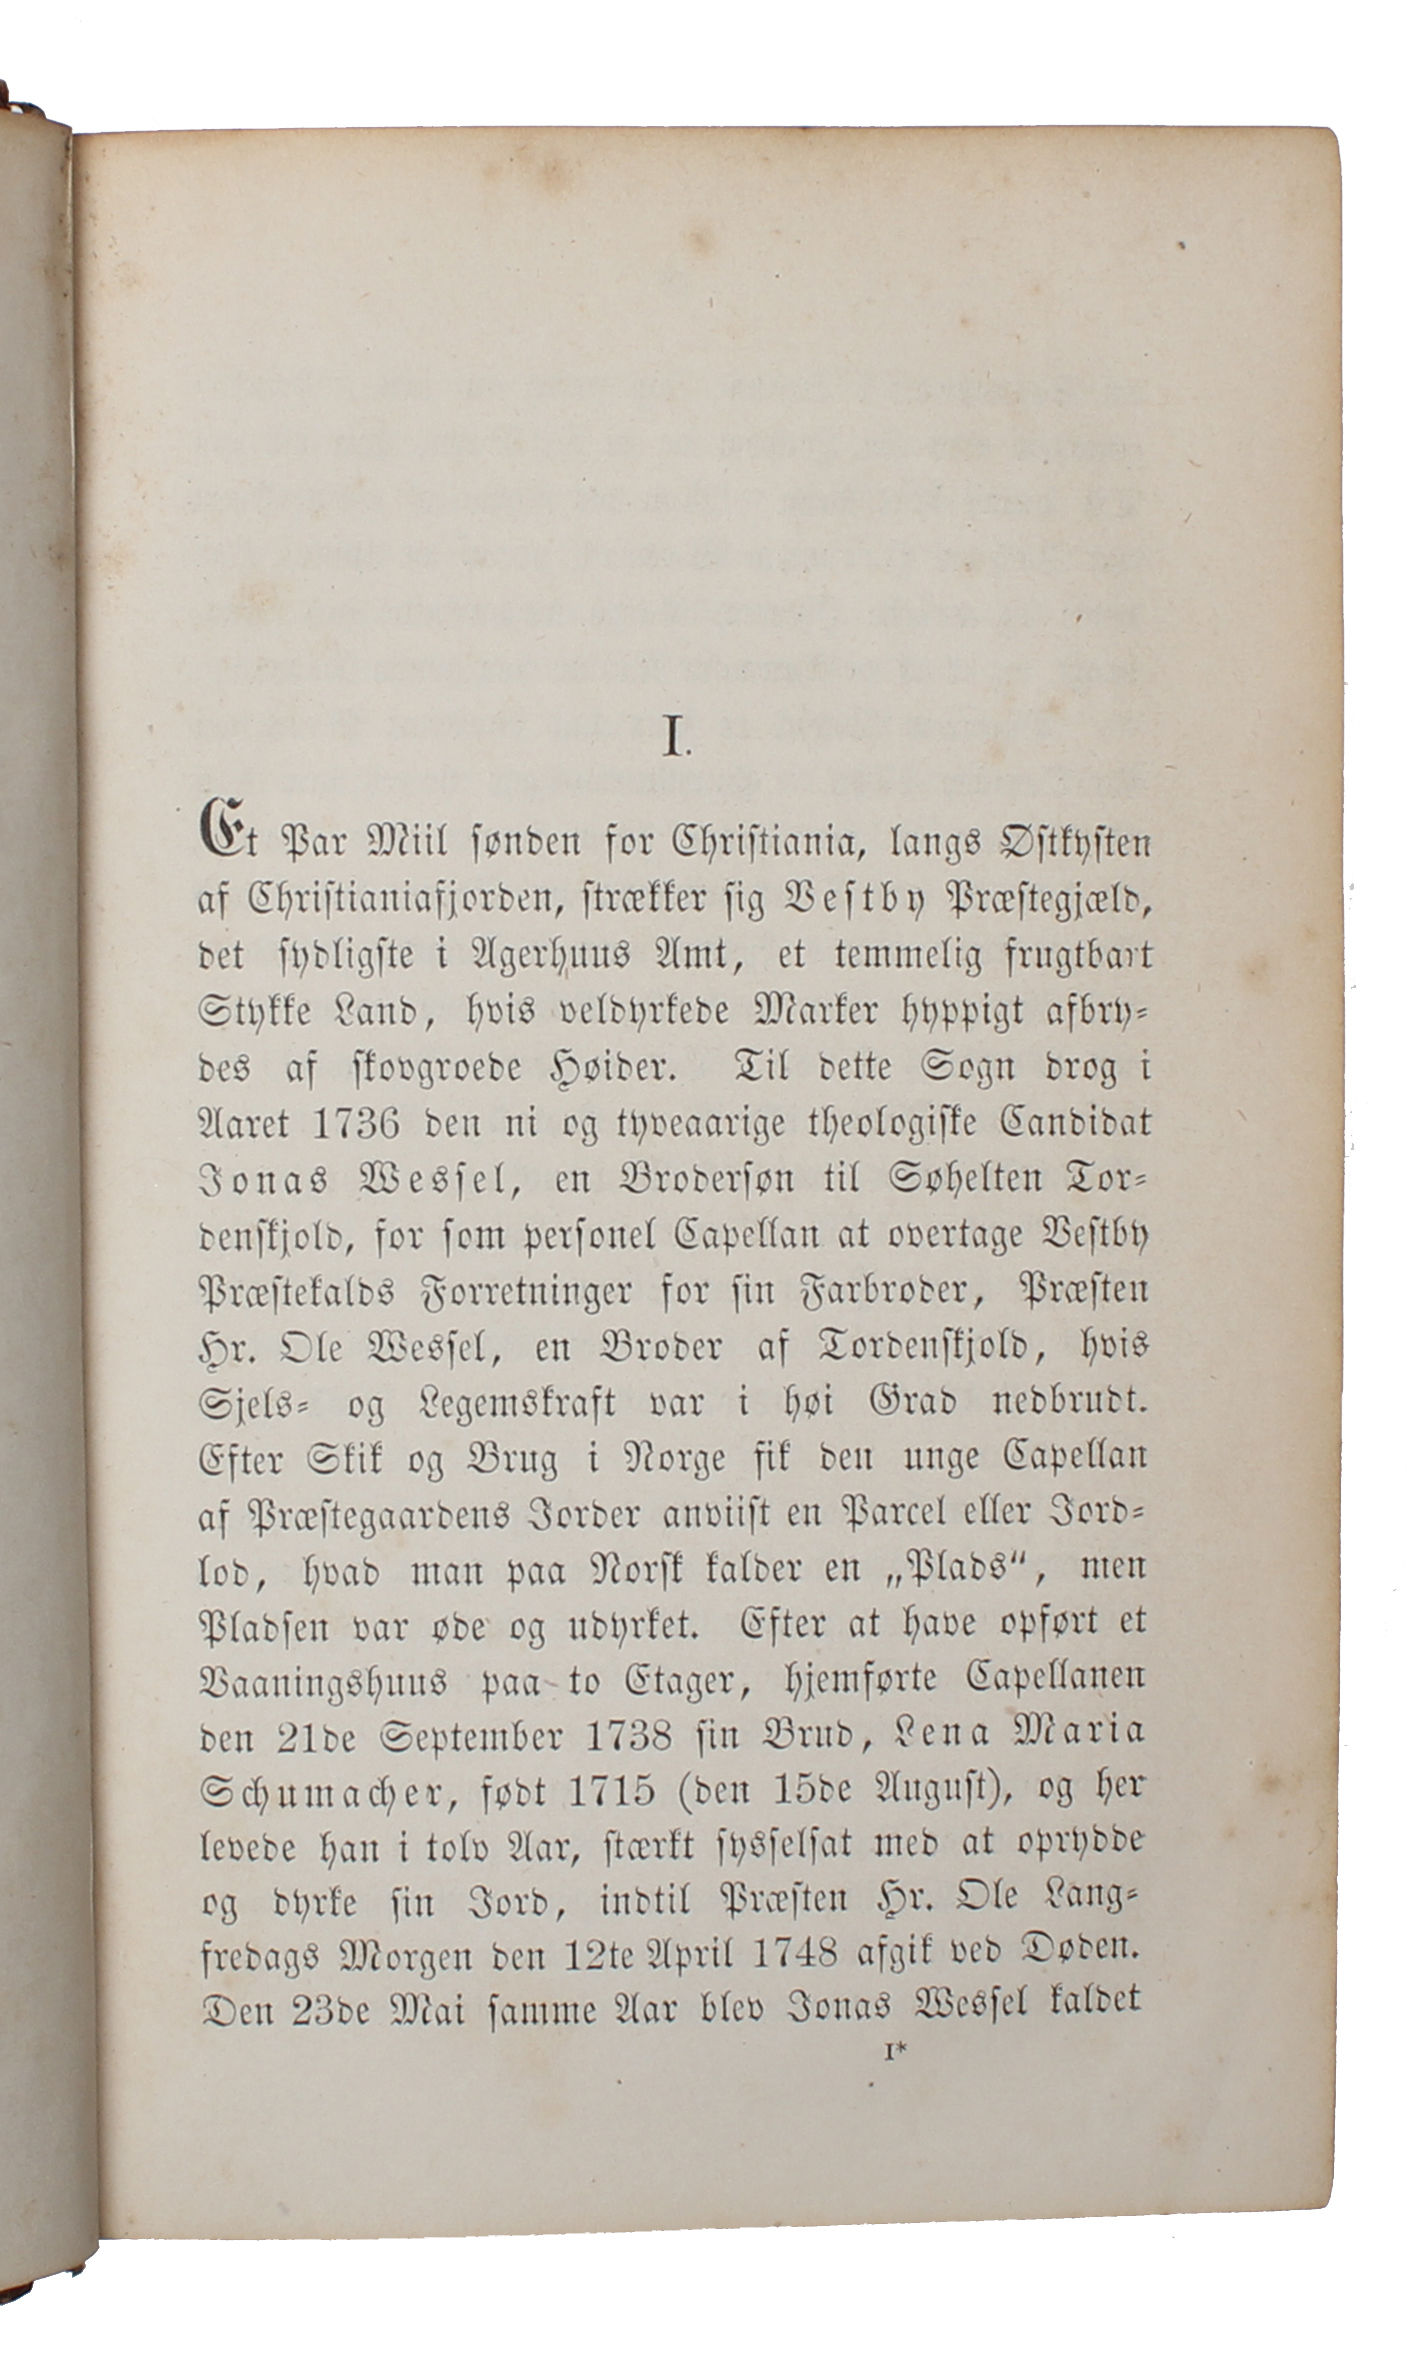 I.
Et Par Miil sønden for Christiania, langs Østkysten
af Christianiafjorden, strækker sig Vestby Præstegjæld,
det sydligste i Agerhuus Amt, et temmelig frugtbart
Stykke Land, hvis veldyrkede Marker hyppigt afbry-
des af skovgroede Høider. Til dette Sogn drog i
Aaret 1736 den ni og tyveaarige theologiske Candidat
Jonas Wessel, en Brodersøn til Søhelten Tor-
denskjold, for som personel Capellan at overtage Vestby
Præstekalds Forretninger for sin Farbroder, Præsten
Hr. Ole Wessel, en Broder af Tordenskjold, hvis
Sjels- og Legemskraft var i høi Grad nedbrudt.
Efter Skik og Brug i Norge fik den unge Capellan
af Præstegaardens Jorder anviist en Parcel eller Jord-
lod, hvad man paa Norsk kalder en „Plads“, men
Pladsen var øde og udyrket. Efter at have opført et
Vaaningshuus paa to Etager, hjemførte Capellanen
den 21de September 1738 sin Brud, Lena Maria
Schumacher, født 1715 (den 15de August), og her
levede han i tolv Aar, stærkt sysselsat med at oprydde
og dyrke sin Jord, indtil Præsten Hr. Ole Lang-
fredags Morgen den 12te April 1748 afgik ved Døden.
Den 23de Mai samme Aar blev Jonas Wessel kaldet
1*